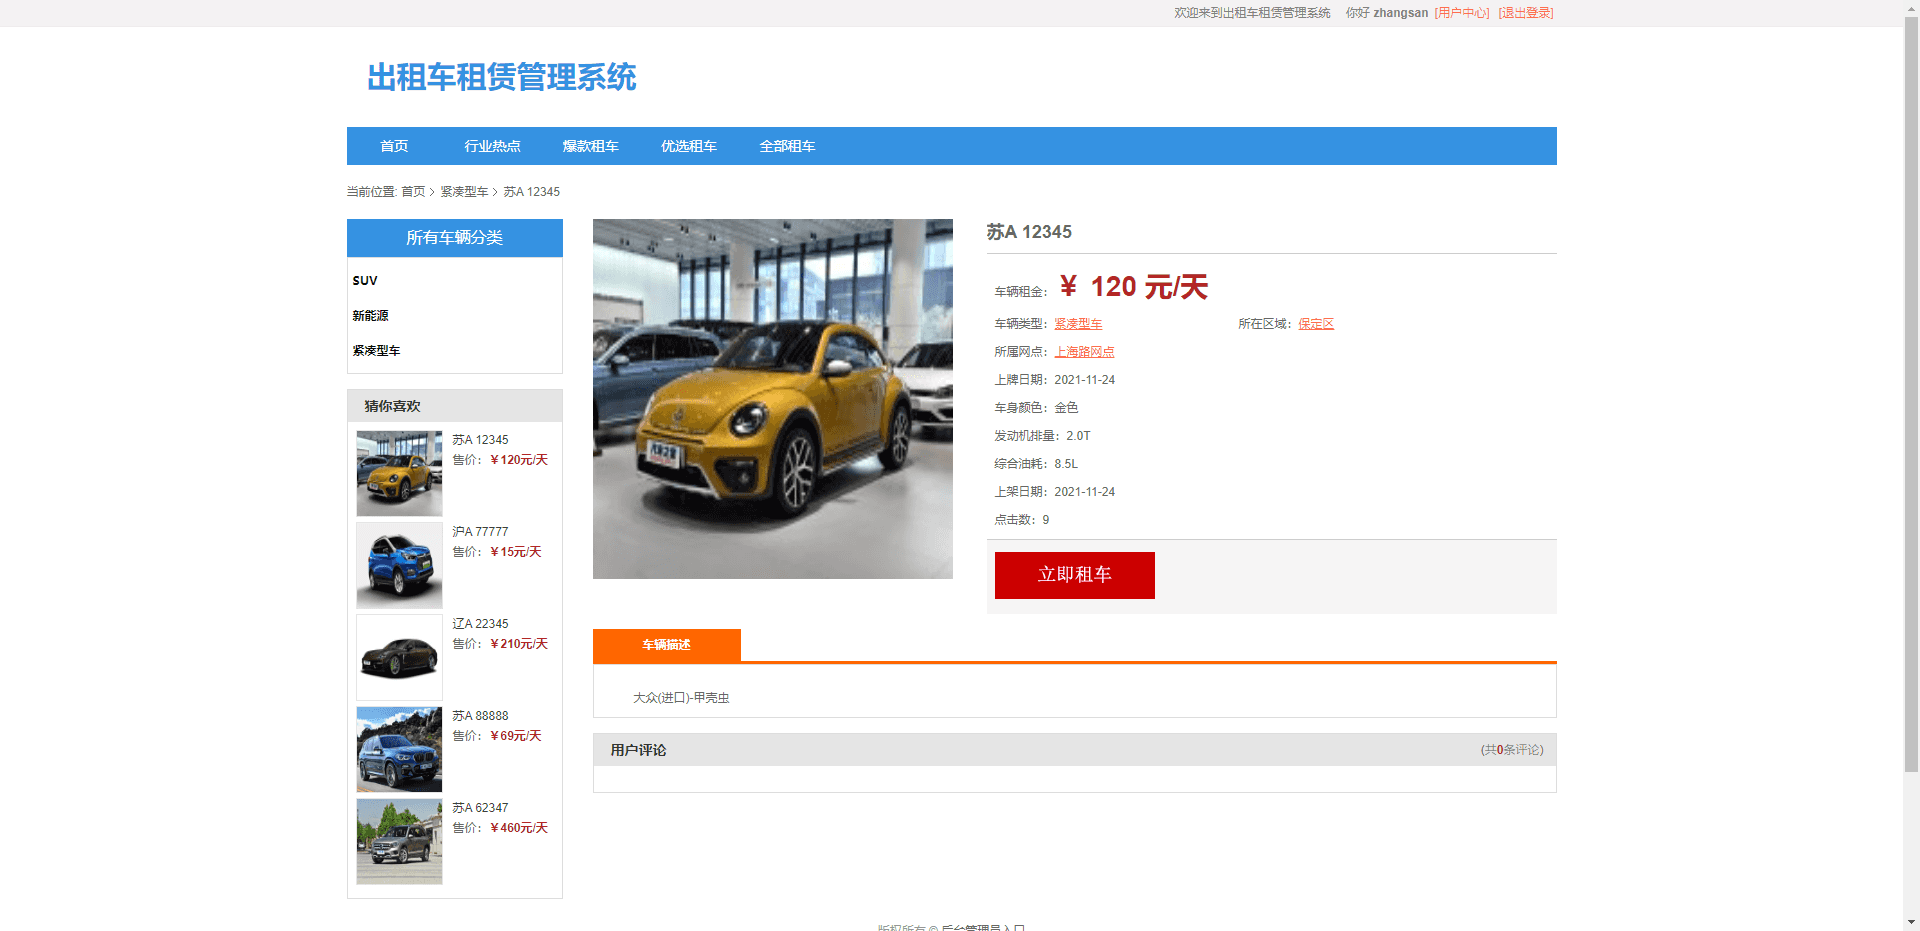 欢迎来到出租车租赁管理系统 你好 zhangsan [用户中心] [退出登录]
出租车租赁管理系统
首页 行业热点 爆款租车 优选租车 全部租车
当前位置: 首页 > 紧凑型车 > 苏A 12345
所有车辆分类
SUV
新能源
紧凑型车
猜你喜欢
苏A 12345
售价：￥120元/天
沪A 77777
售价：￥15元/天
辽A 22345
售价：￥210元/天
苏A 88888
售价：￥69元/天
苏A 62347
售价：￥460元/天
苏A 12345
车辆租金：￥ 120 元/天
车辆类型：紧凑型车 所在区域：保定区
所属网点：上海路网点
上牌日期：2021-11-24
车身颜色：金色
发动机排量：2.0T
综合油耗：8.5L
上架日期：2021-11-24
点击数：9
立即租车
车辆描述
大众(进口)-甲壳虫
用户评论 (共0条评论)
版权所有 © 后台管理员入口